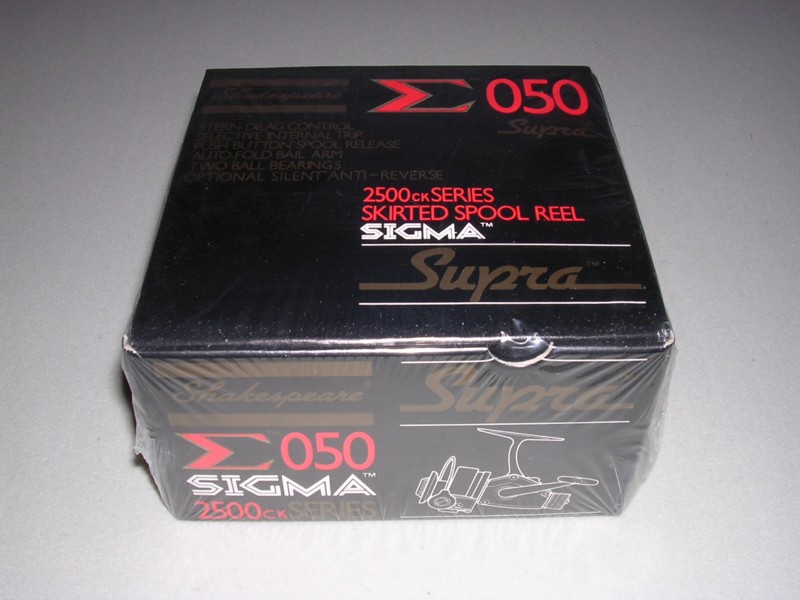 Shakespeare
Σ 050
Supra
STERN DRAG CONTROL
SELECTIVE INTERNAL TRIP
PUSH BUTTON SPOOL RELEASE
AUTO FOLD BAIL ARM
TWO BALL BEARINGS
OPTIONAL SILENT ANTI-REVERSE
2500CK SERIES
SKIRTED SPOOL REEL
SIGMA™
Supra™
Shakespeare®
Supra
Σ™050
SIGMA™
2500CK SERIES